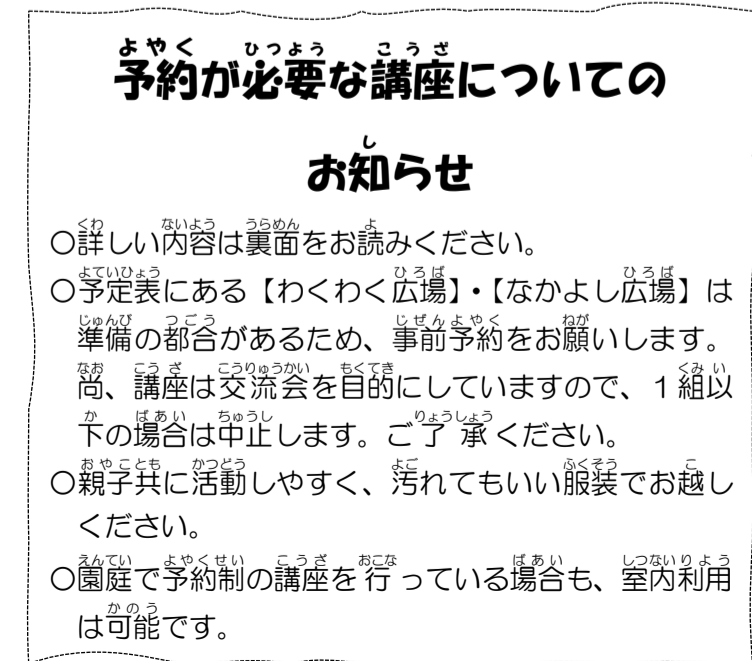 予約が必要な講座についての
お知らせ
〇詳しい内容は裏面をお読みください。
〇予定表にある【わくわく広場】・【なかよし広場】は
準備の都合があるため、事前予約をお願いします。
尚、講座は交流会を目的にしていますので、1組以
下の場合は中止します。ご了承ください。
〇親子共に活動しやすく、汚れてもいい服装でお越し
ください。
〇園庭で予約制の講座を行っている場合も、室内利用
は可能です。